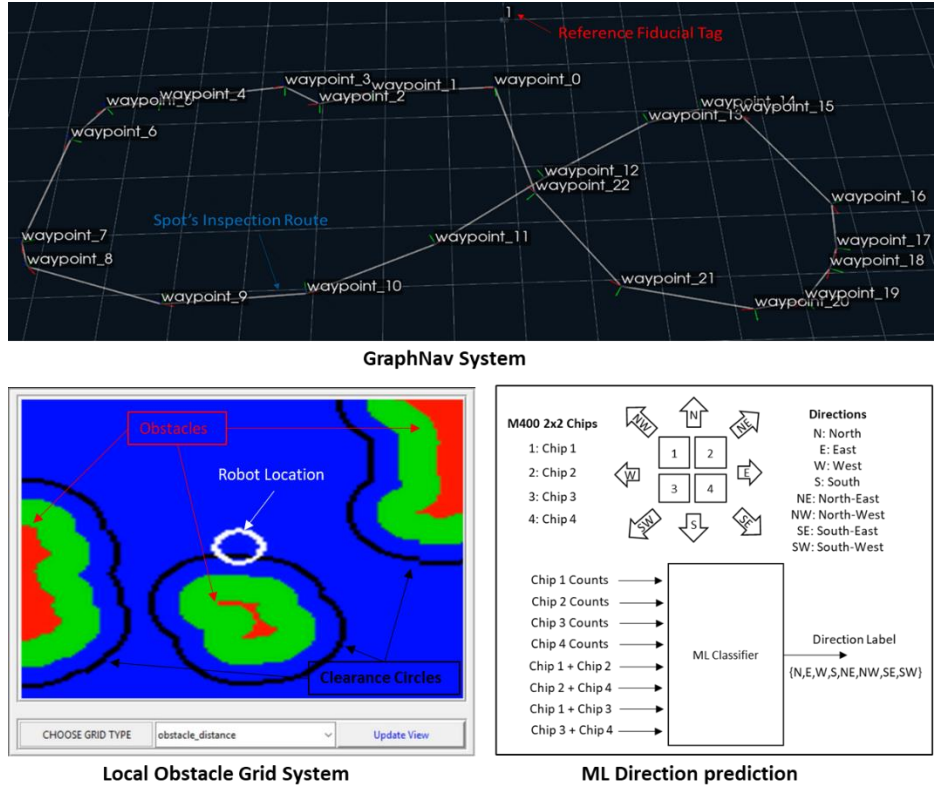 1
Reference Fiducial Tag
waypoint_3
waypoint_1
waypoint_0
waypoint_4
waypoint_2
waypoint_14
waypoint_15
waypoint_13
waypoint_6
waypoint_12
waypoint_22
waypoint_16
Spot's Inspection Route
waypoint_7
waypoint_11
waypoint_17
waypoint_8
waypoint_18
waypoint_10
waypoint_21
waypoint_9
waypoint_19
waypoint_20
GraphNav System
Obstacles
Robot Location
Clearance Circles
CHOOSE GRID TYPE
obstacle_distance
Update View
Local Obstacle Grid System
M400 2x2 Chips
1: Chip 1
2: Chip 2
3: Chip 3
4: Chip 4
NW
N
NE
1
2
W
E
3
4
SW
S
SE
Directions
N: North
E: East
W: West
S: South
NE: North-East
NW: North-West
SE: South-East
SW: South-West
Chip 1 Counts
Chip 2 Counts
Chip 3 Counts
Chip 4 Counts
Chip 1 + Chip 2
Chip 2 + Chip 4
Chip 1 + Chip 3
Chip 3 + Chip 4
ML Classifier
Direction Label
{N,E,W,S,NE,NW,SE,SW}
ML Direction prediction